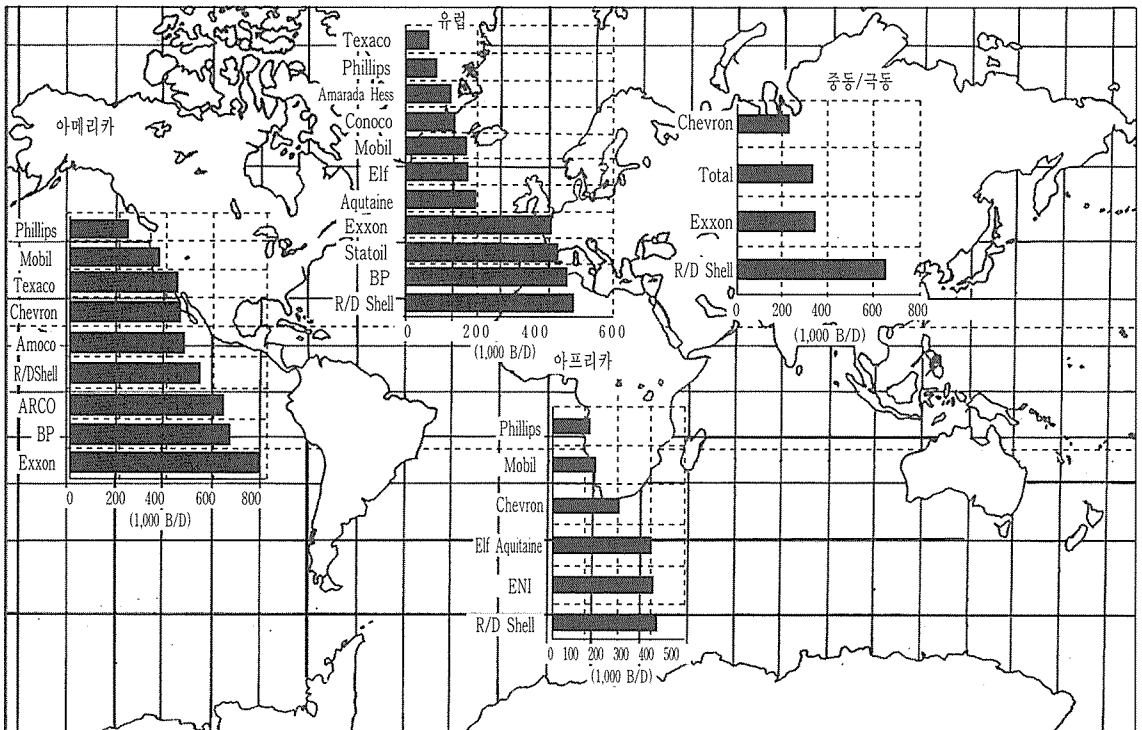 유럽
Texaco
Phillips
Amarada Hess
Conoco
Mobil
Elf
Aqutaine
Exxon
Statoil
BP
R/D Shell
0 200 400 600
(1,000 B/D)
중동/극동
Chevron
Total
Exxon
R/D Shell
0 200 400 600 800
(1,000 B/D)
아메리카
Phillips
Mobil
Texaco
Chevron
Amoco
R/DShell
ARCO
BP
Exxon
0 200 400 600 800
(1,000 B/D)
아프리카
Phillips
Mobil
Chevron
Elf Aquitaine
ENI
R/D Shell
0 100 200 300 400 500
(1,000 B/D)